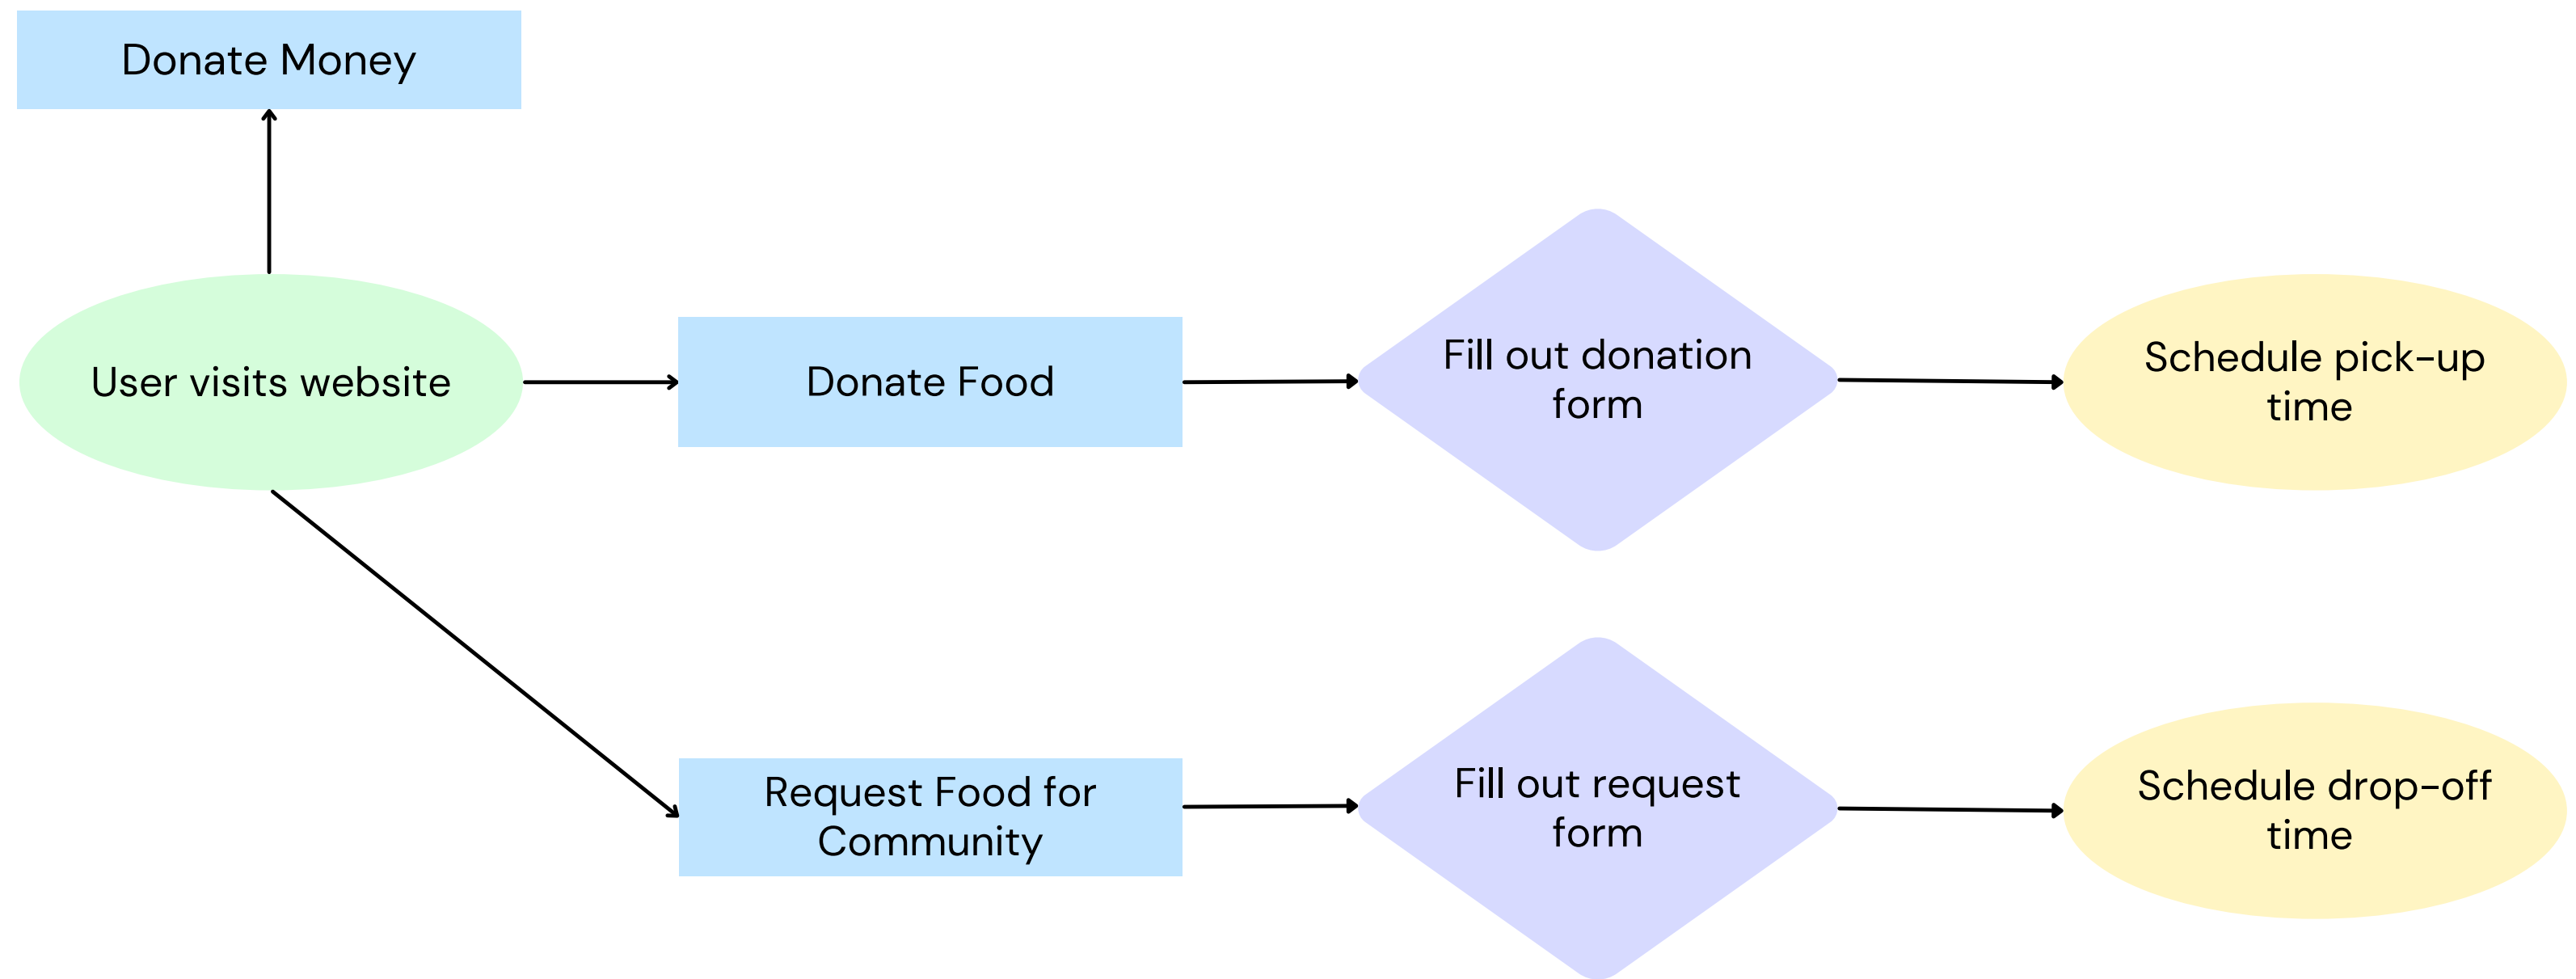 Donate Money
User visits website
Donate Food
Fill out donation
form
Schedule pick-up
time
Request Food for
Community
Fill out request
form
Schedule drop-off
time